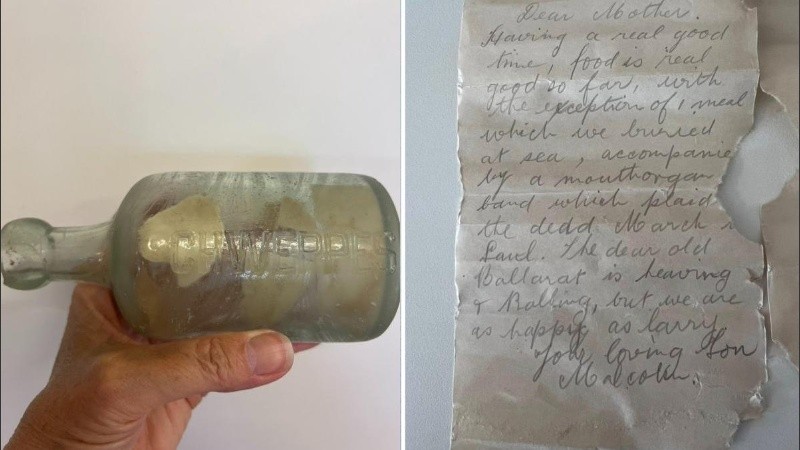 Dear Mother.
Having a real good
time, food is real
good so far, with
the exception of 1 meal
which we buried
at sea, accompanie
by a mouthorgan
band which plaid
the dedd March
Saul. The dear old
Ballarat is heaving
& Rolling, but we are
as happy as larry
Your loving Son
Malcolm.